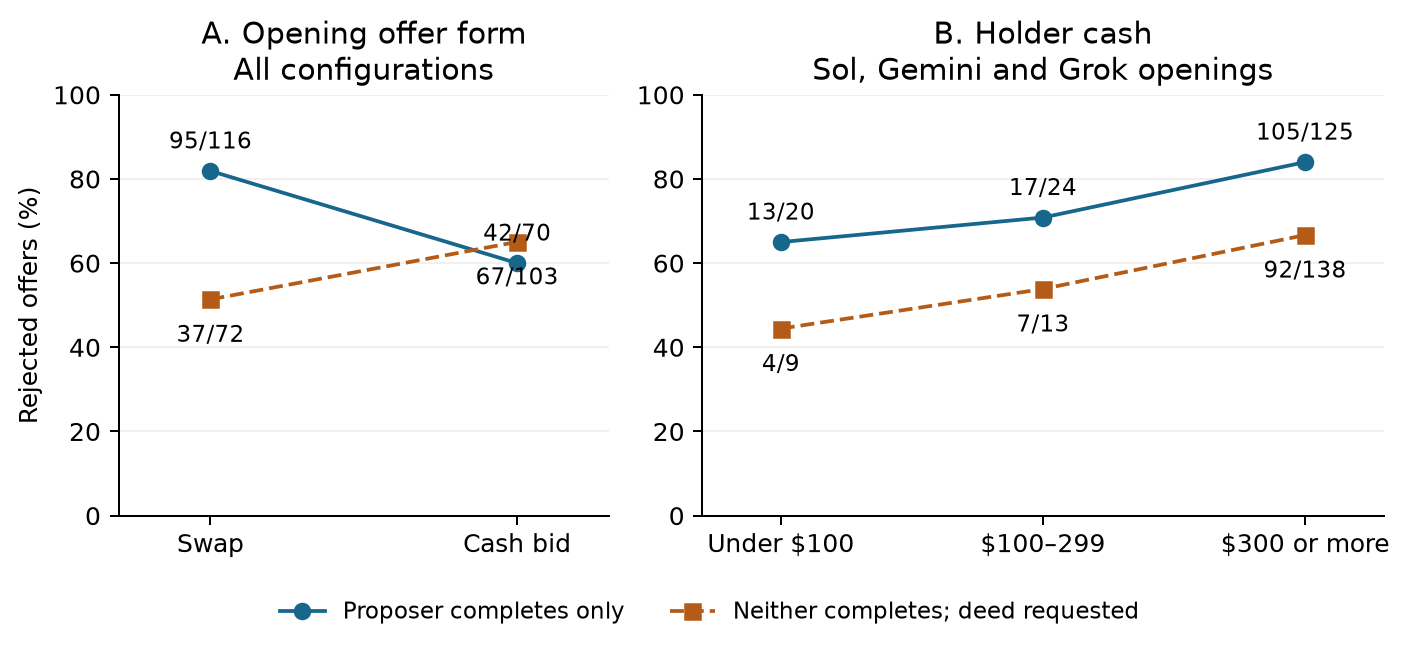 A. Opening offer form
All configurations
B. Holder cash
Sol, Gemini and Grok openings
Rejected offers (%)
100
80
60
40
20
0
95/116
42/70
67/103
37/72
Swap
Cash bid
100
80
60
40
20
0
105/125
17/24
13/20
92/138
7/13
4/9
Under $100
$100–299
$300 or more
Proposer completes only
Neither completes; deed requested